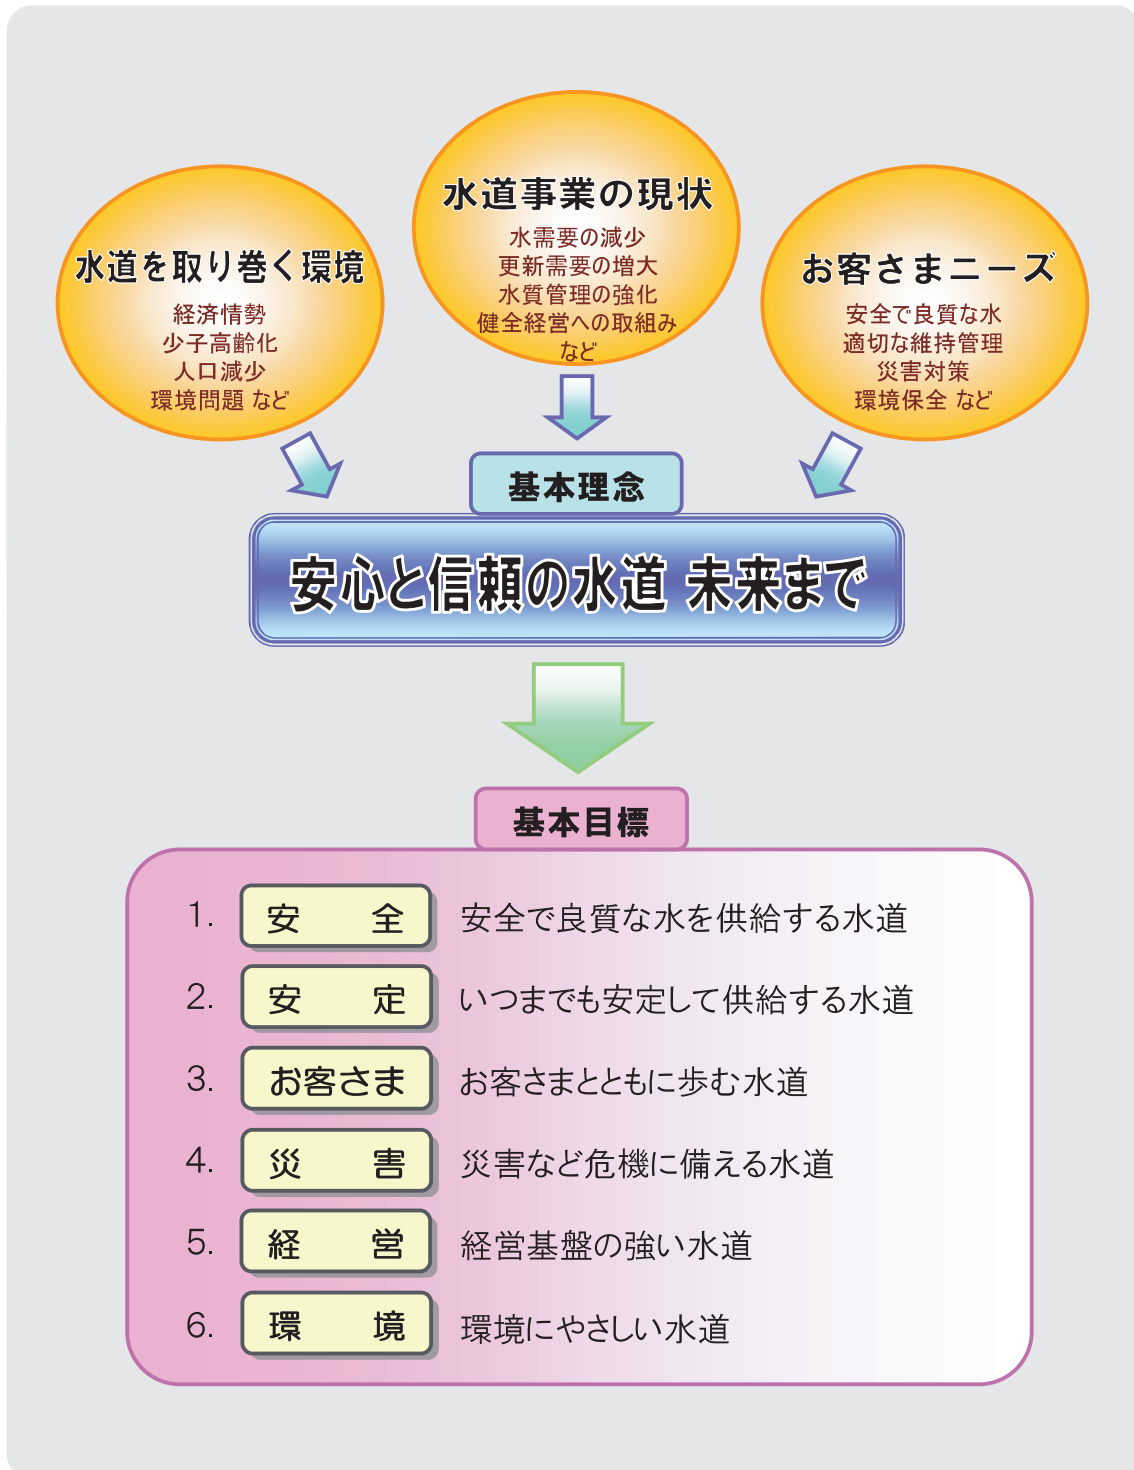 水道を取り巻く環境
経済情勢
少子高齢化
人口減少
環境問題 など
水道事業の現状
水需要の減少
更新需要の増大
水質管理の強化
健全経営への取組み
など
お客さまニーズ
安全で良質な水
適切な維持管理
災害対策
環境保全 など
基本理念
安心と信頼の水道 未来まで
基本目標
1. 安 全 安全で良質な水を供給する水道
2. 安 定 いつまでも安定して供給する水道
3. お客さま お客さまとともに歩む水道
4. 災 害 災害など危機に備える水道
5. 経 営 経営基盤の強い水道
6. 環 境 環境にやさしい水道